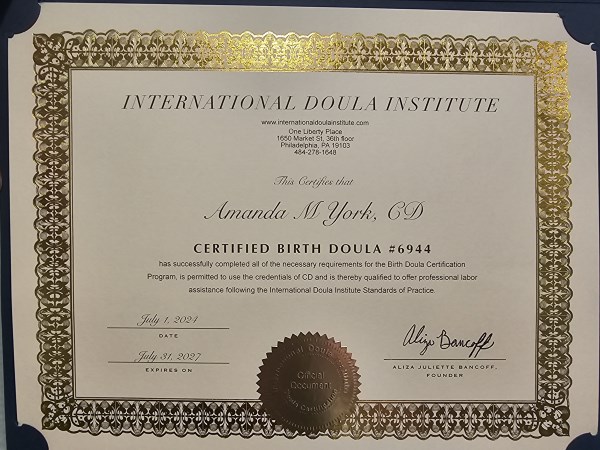 INTERNATIONAL DOULA INSTITUTE
www.internationaldoulainstitute.com
One Liberty Place
1650 Market St, 36th floor
Philadelphia, PA 19103
484-278-1648
This Certifies that
Amanda M York, CD
CERTIFIED BIRTH DOULA #6944
has successfully completed all of the necessary requirements for the Birth Doula Certification
Program, is permitted to use the credentials of CD and is thereby qualified to offer professional labor
assistance following the International Doula Institute Standards of Practice.
July 1, 2024
DATE
July 31, 2027
EXPIRES ON
International Doula Institute
Official
Document
Aliza Bancoff
ALIZA JULIETTE BANCOFF,
FOUNDER